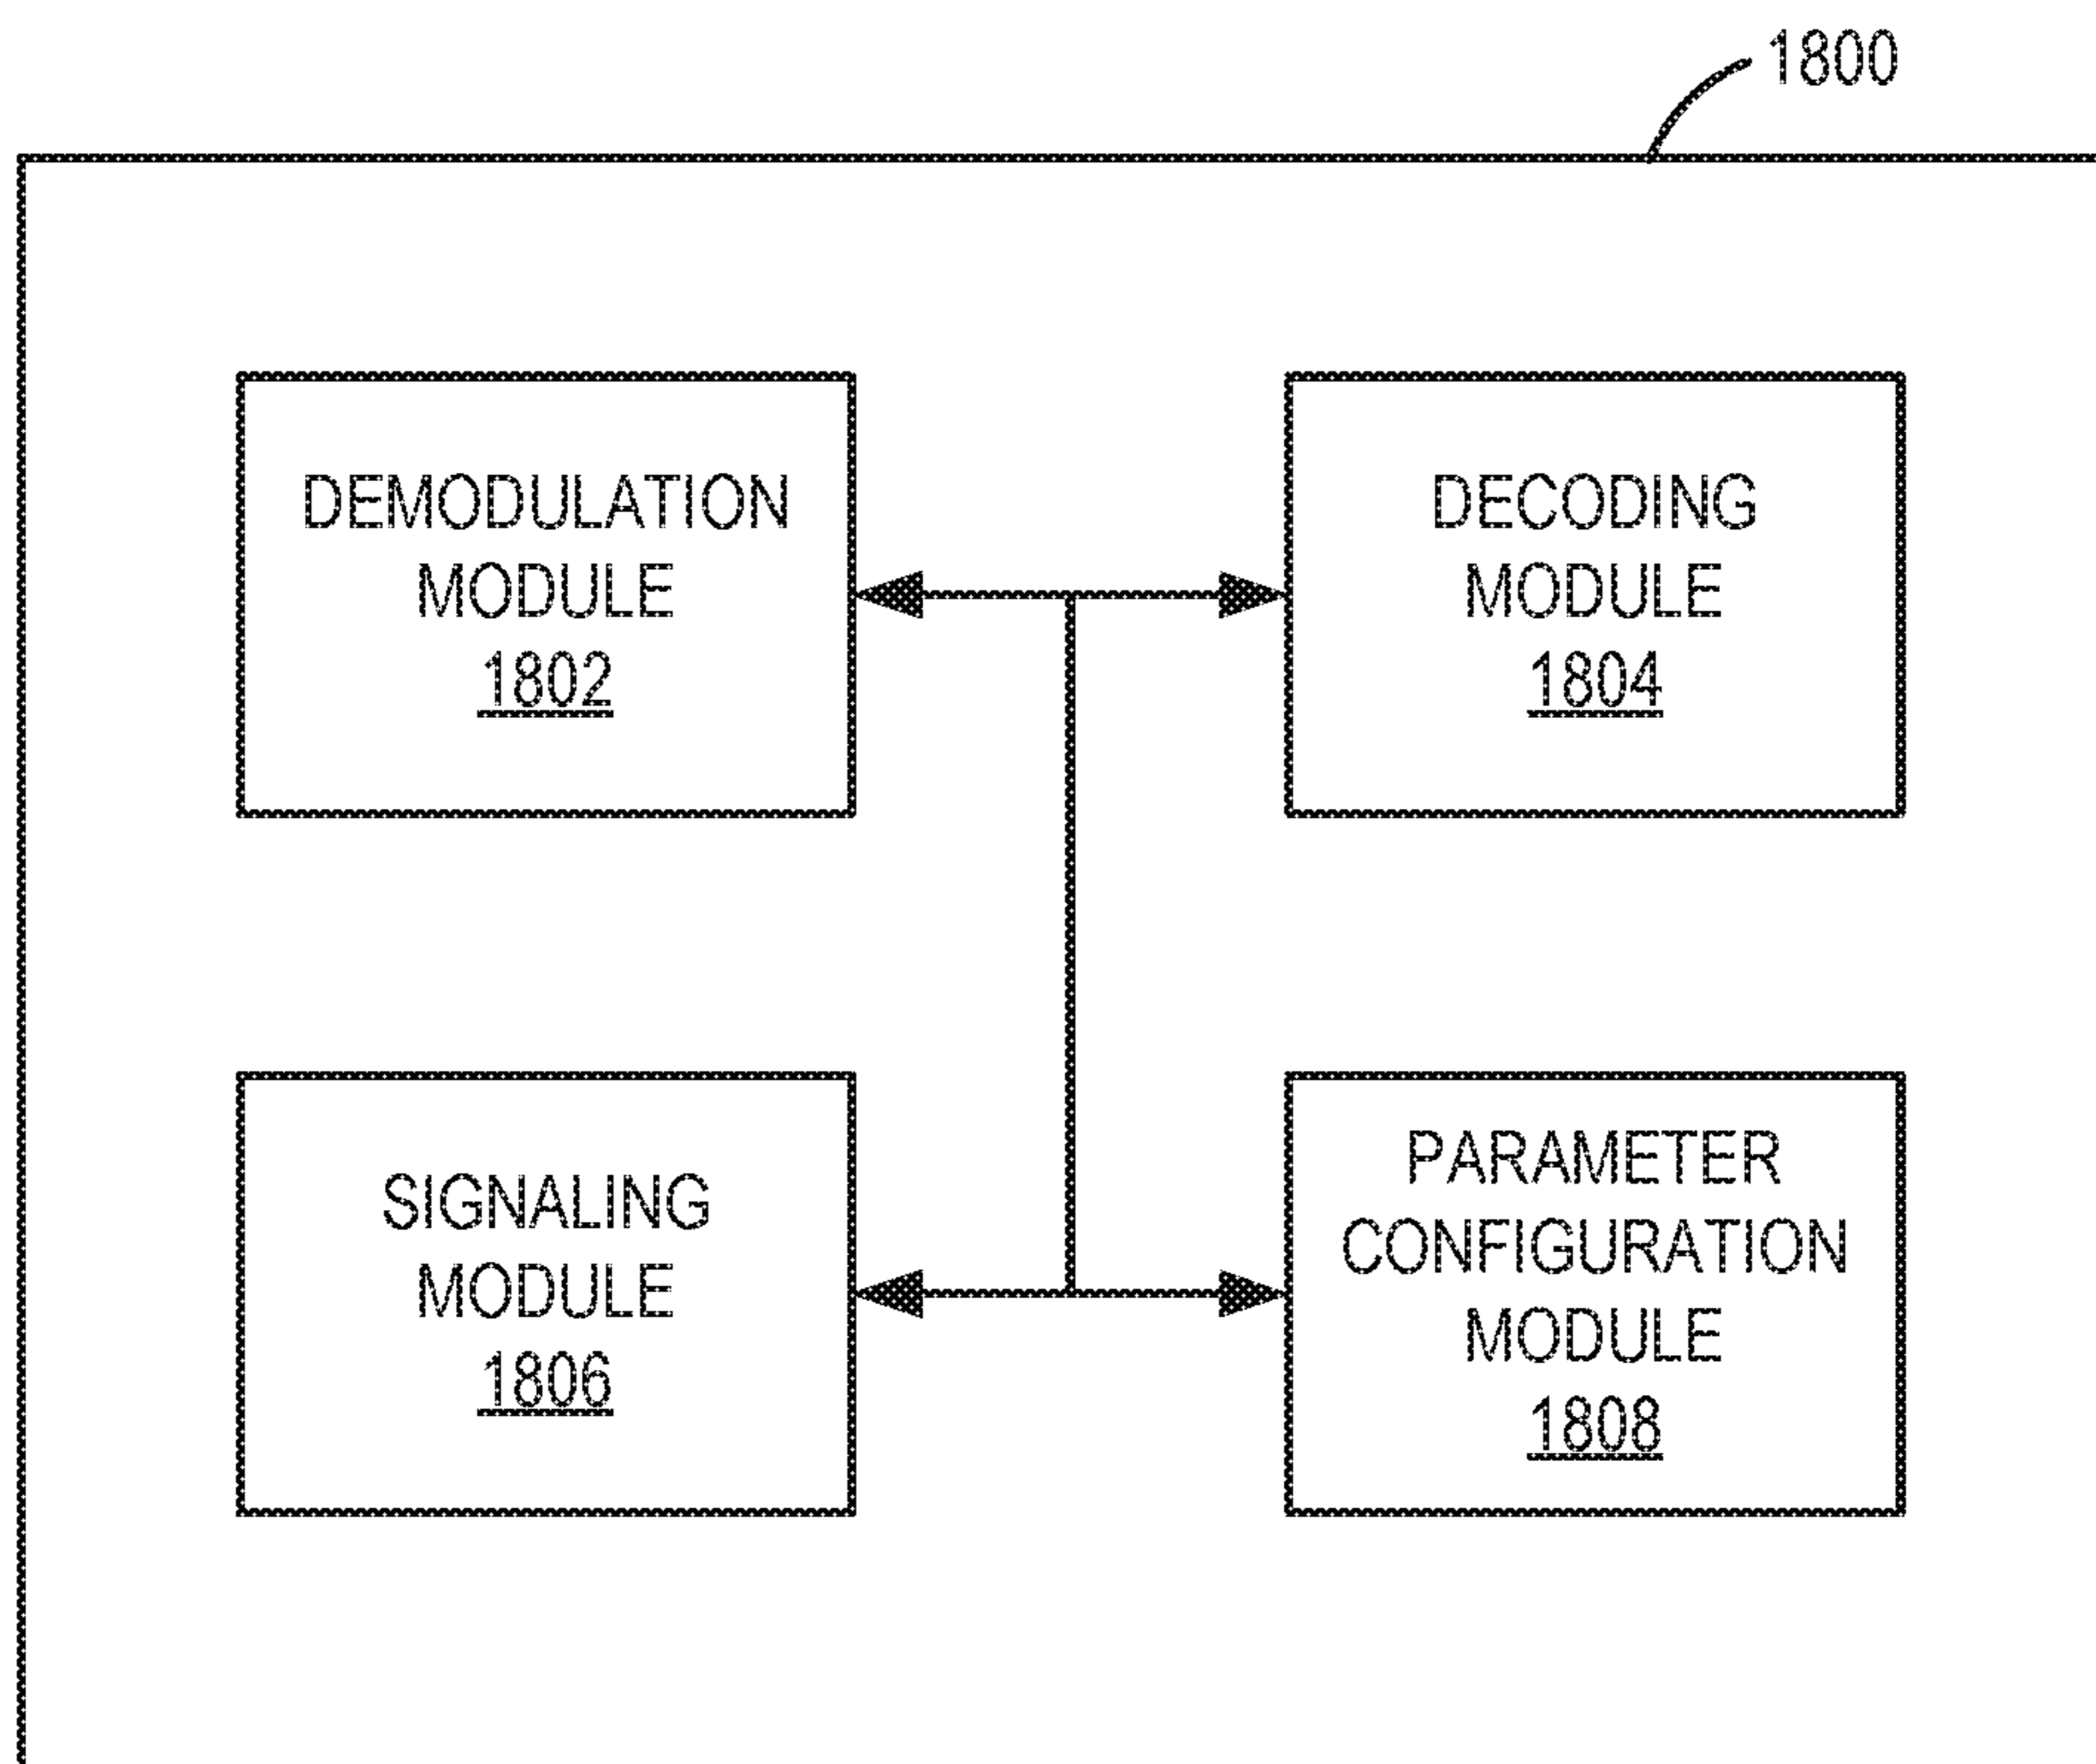 1800
DEMODULATION
MODULE
1802
DECODING
MODULE
1804
SIGNALING
MODULE
1806
PARAMETER
CONFIGURATION
MODULE
1808